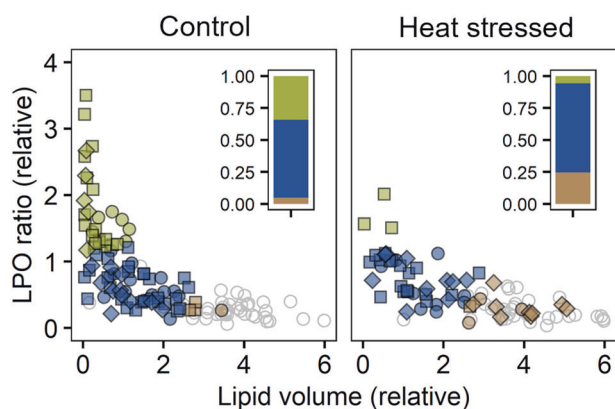 Control
Heat stressed
LPO ratio (relative)
4
3
2
1
0
1.00
0.75
0.50
0.25
0.00
1.00
0.75
0.50
0.25
0.00
0 2 4 6
0 2 4 6
Lipid volume (relative)